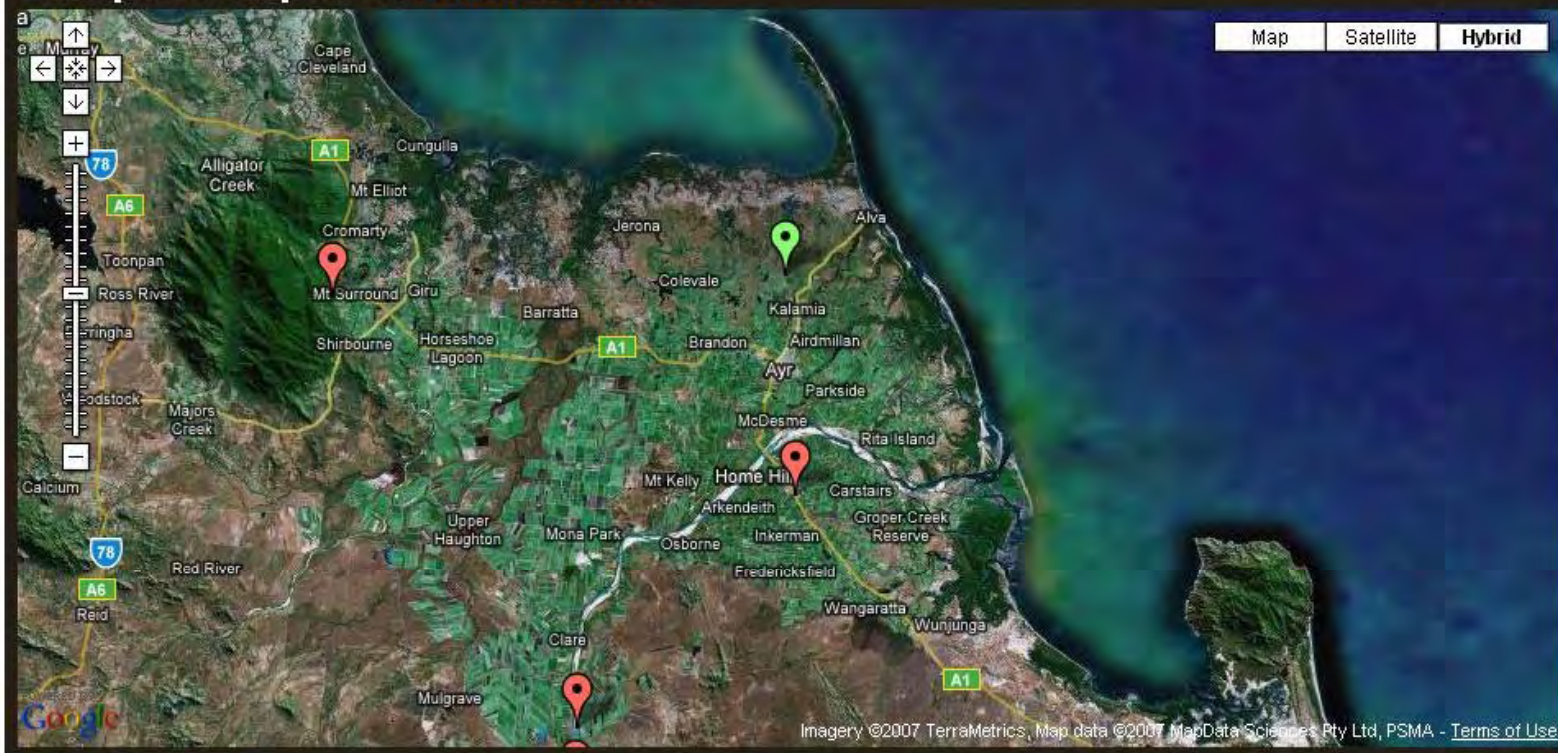 Map
Satellite
Hybrid
Cape
Cleveland
A1
Cungulla
78
Alligator
Creek
Mt Elliot
A6
Alva
Jerona
Cromarty
Toonpan
Colevale
Ross River
Mt Surround
Giru
Kalamia
Barratta
Shirbourne
Horseshoe
Lagoon
A1
Brandon
Airdmillan
Ayr
Parkside
Majors
Creek
McDesme
Rita Island
Calcium
Mt Kelly
Home Hill
Carstairs
Arkendeith
Upper
Haughton
Mona Park
Osborne
Inkerman
Groper Creek
Reserve
78
Red River
Fredericksfield
A6
Reid
Wangaratta
Wunjunga
Clare
A1
Mulgrave
Google
Imagery ©2007 TerraMetrics, Map data ©2007 MapData Sciences Pty Ltd, PSMA - Terms of Use